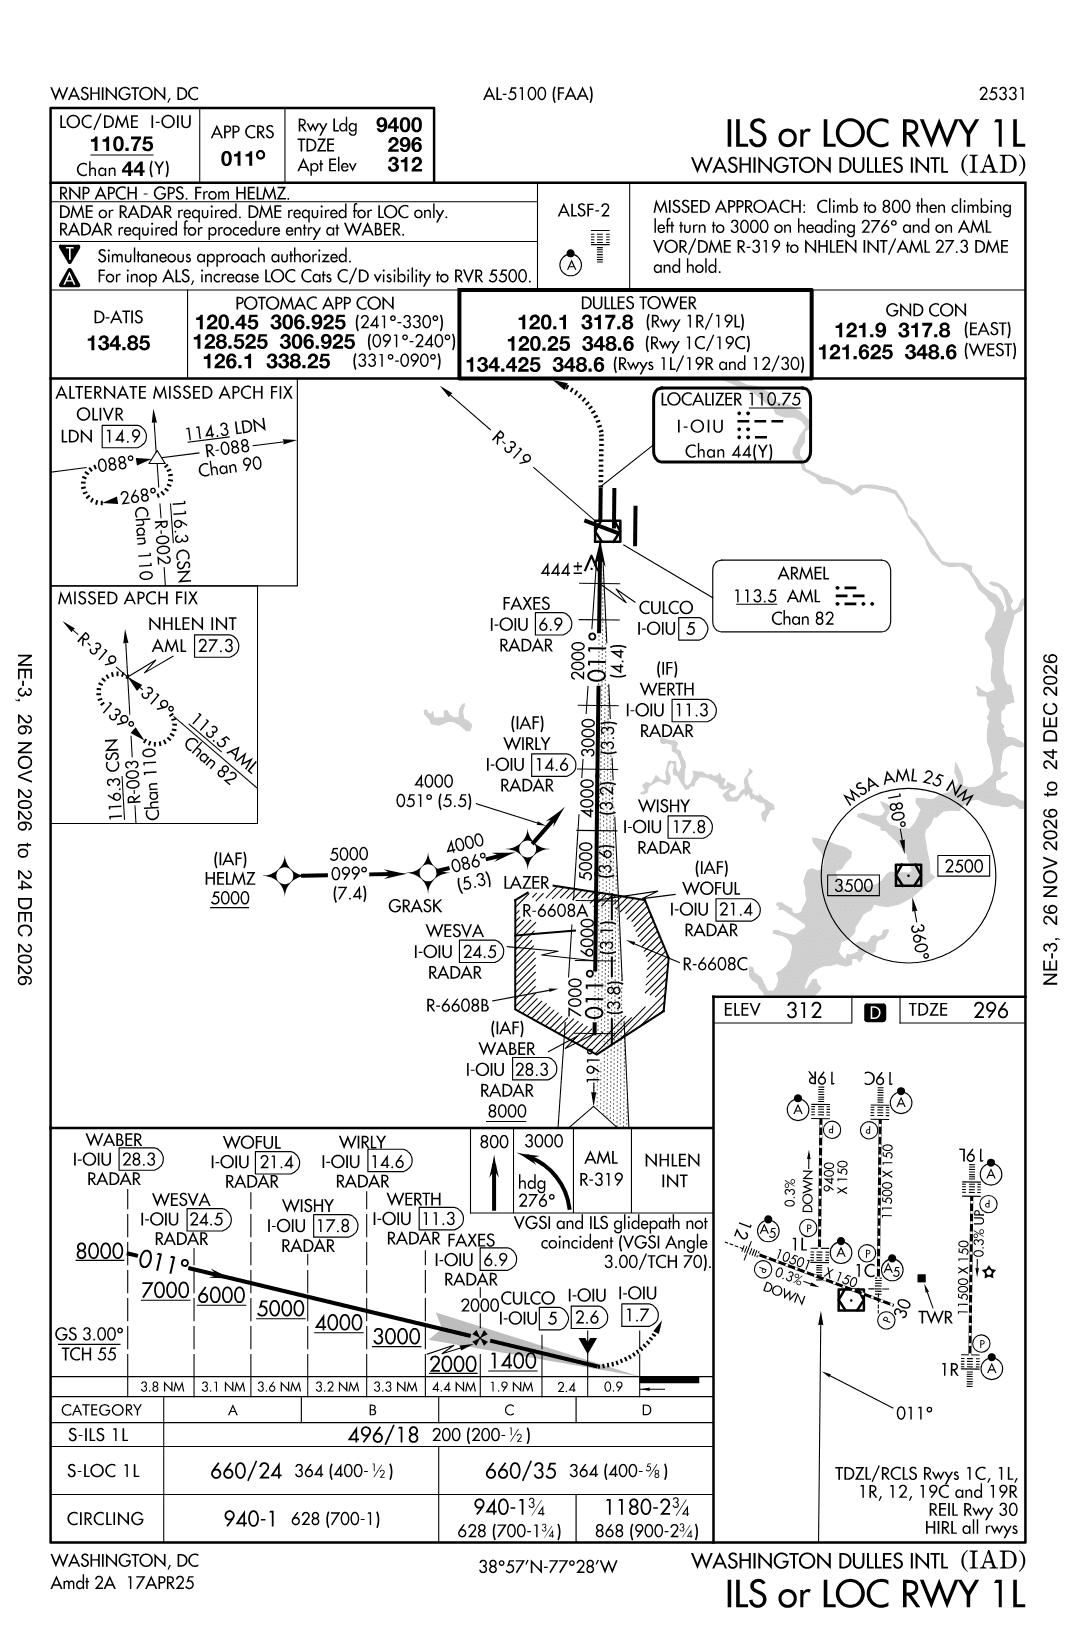 WASHINGTON, DC
AL-5100 (FAA)
25331
LOC/DME I-OIU
110.75
Chan 44 (Y)
APP CRS
011°
Rwy Ldg 9400
TDZE 296
Apt Elev 312
ILS or LOC RWY 1L
WASHINGTON DULLES INTL (IAD)
RNP APCH - GPS. From HELMZ.
DME or RADAR required. DME required for LOC only.
RADAR required for procedure entry at WABER.
T Simultaneous approach authorized.
A For inop ALS, increase LOC Cats C/D visibility to RVR 5500.
ALSF-2
A
MISSED APPROACH: Climb to 800 then climbing
left turn to 3000 on heading 276° and on AML
VOR/DME R-319 to NHLEN INT/AML 27.3 DME
and hold.
D-ATIS
134.85
POTOMAC APP CON
120.45 306.925 (241°-330°)
128.525 306.925 (091°-240°)
126.1 338.25 (331°-090°)
DULLES TOWER
120.1 317.8 (Rwy 1R/19L)
120.25 348.6 (Rwy 1C/19C)
134.425 348.6 (Rwys 1L/19R and 12/30)
GND CON
121.9 317.8 (EAST)
121.625 348.6 (WEST)
ALTERNATE MISSED APCH FIX
OLIVR
LDN 14.9
114.3 LDN
R-088
Chan 90
088°
268°
116.3 CSN
R-002
Chan 110
MISSED APCH FIX
NHLEN INT
AML 27.3
R-319
319°
139°
113.5 AML
Chan 82
116.3 CSN
R-003
Chan 110
R-319
LOCALIZER 110.75
I-OIU
Chan 44(Y)
444±
ARMEL
113.5 AML
Chan 82
FAXES
I-OIU 6.9
RADAR
CULCO
I-OIU 5
2000
011°
(4.4)
(IF)
WERTH
I-OIU 11.3
RADAR
(IAF)
WIRLY
I-OIU 14.6
RADAR
3000
(3.3)
4000
051° (5.5)
4000
(3.2)
WISHY
I-OIU 17.8
RADAR
(IAF)
HELMZ
5000
5000
099°
(7.4)
GRASK
4000
086°
(5.3)
LAZER
5000
(3.6)
(IAF)
WOFUL
I-OIU 21.4
RADAR
R-6608A
WESVA
I-OIU 24.5
RADAR
6000
(3.1)
R-6608C
R-6608B
7000
011°
(3.8)
(IAF)
WABER
I-OIU 28.3
RADAR
8000
191°
MSA AML 25 NM
180°
3500
2500
360°
NE-3, 26 NOV 2026 to 24 DEC 2026
NE-3, 26 NOV 2026 to 24 DEC 2026
ELEV 312
D
TDZE 296
19R
19C
A
A
P
P
0.3%
DOWN
9400
X 150
11500 X 150
19L
A
P
0.3% UP
11500 X 150
12
A5
P
1L
A
P
1C
A5
P
10501 X 150
0.3%
DOWN
30
P
TWR
P
1R
A
011°
TDZL/RCLS Rwys 1C, 1L,
1R, 12, 19C and 19R
REIL Rwy 30
HIRL all rwys
WABER
I-OIU 28.3
RADAR
WESVA
I-OIU 24.5
RADAR
WOFUL
I-OIU 21.4
RADAR
WISHY
I-OIU 17.8
RADAR
WIRLY
I-OIU 14.6
RADAR
WERTH
I-OIU 11.3
RADAR
FAXES
I-OIU 6.9
RADAR
800
3000
hdg
276°
AML
R-319
NHLEN
INT
VGSI and ILS glidepath not
coincident (VGSI Angle
3.00/TCH 70).
8000
011°
7000
6000
5000
4000
3000
2000
2000
1400
CULCO
I-OIU 5
I-OIU
2.6
I-OIU
1.7
GS 3.00°
TCH 55
3.8 NM
3.1 NM
3.6 NM
3.2 NM
3.3 NM
4.4 NM
1.9 NM
2.4
0.9
CATEGORY A B C D
S-ILS 1L 496/18 200 (200-½)
S-LOC 1L 660/24 364 (400-½) 660/35 364 (400-⅝)
CIRCLING 940-1 628 (700-1)
940-1¾
628 (700-1¾)
1180-2¾
868 (900-2¾)
WASHINGTON, DC
Amdt 2A 17APR25
38°57'N-77°28'W
WASHINGTON DULLES INTL (IAD)
ILS or LOC RWY 1L